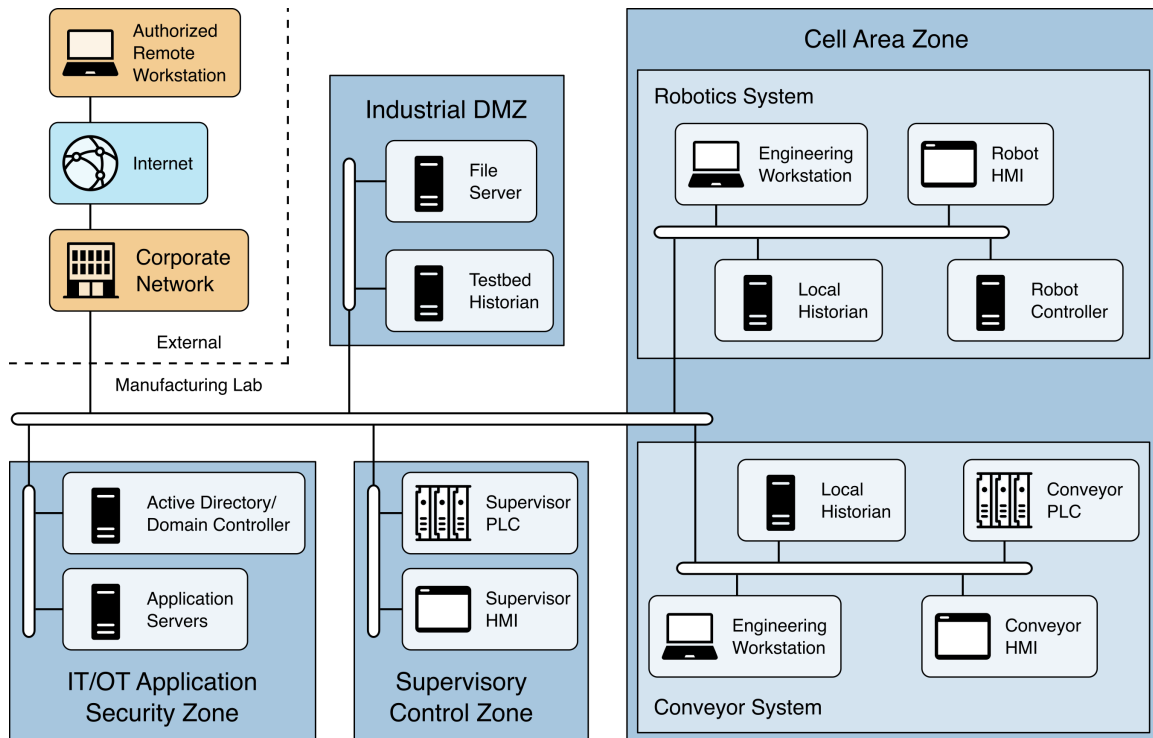 Authorized
Remote
Workstation
Internet
Corporate
Network
External
Manufacturing Lab
Industrial DMZ
File
Server
Testbed
Historian
Cell Area Zone
Robotics System
Engineering
Workstation
Robot
HMI
Local
Historian
Robot
Controller
Active Directory/
Domain Controller
Application
Servers
IT/OT Application
Security Zone
Supervisor
PLC
Supervisor
HMI
Supervisory
Control Zone
Local
Historian
Conveyor
PLC
Engineering
Workstation
Conveyor
HMI
Conveyor System